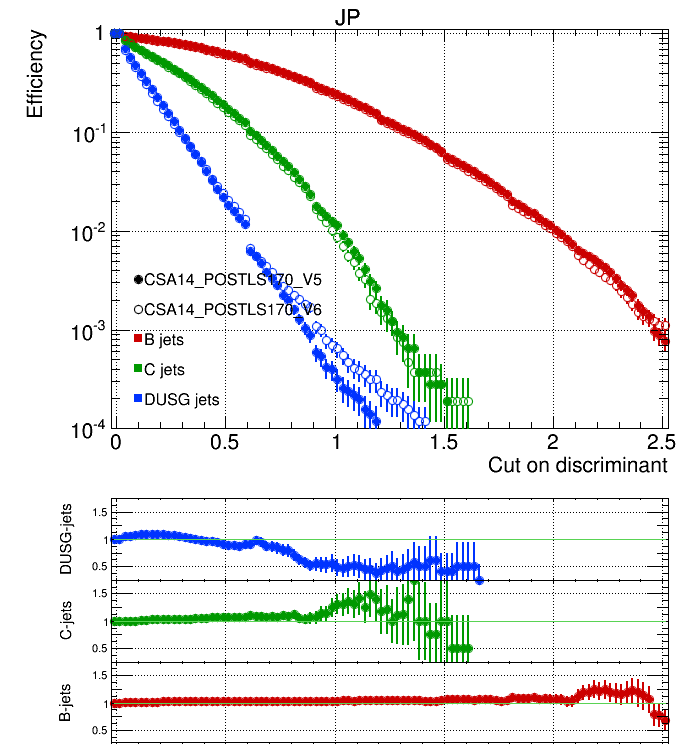 JP
Efficiency
1
10-1
10-2
10-3
10-4
CSA14_POSTLS170_V5
CSA14_POSTLS170_V6
B jets
C jets
DUSG jets
0 0.5 1 1.5 2 2.5
Cut on discriminant
DUSG-jets
1.5
1
0.5
C-jets
1.5
1
0.5
B-jets
1.5
1
0.5